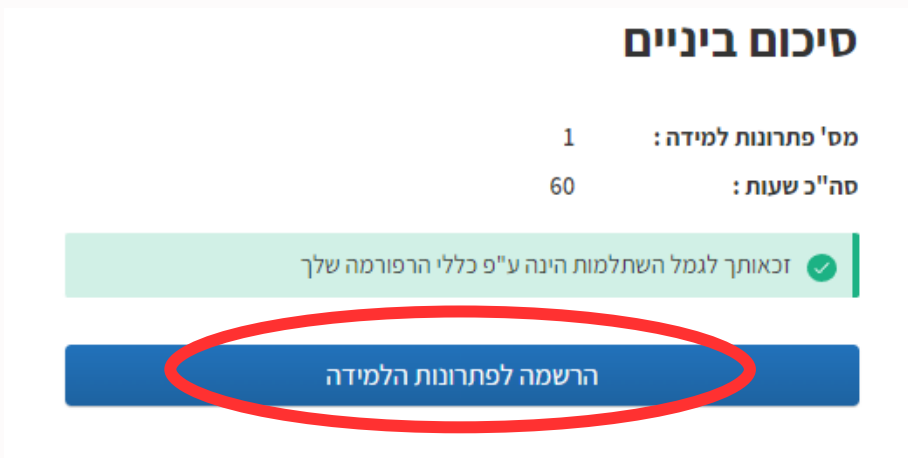 סיכום ביניים
מס' פתרונות למידה : 1
סה"כ שעות : 60
זכאותך לגמל השתלמות הינה ע"פ כללי הרפורמה שלך
הרשמה לפתרונות הלמידה